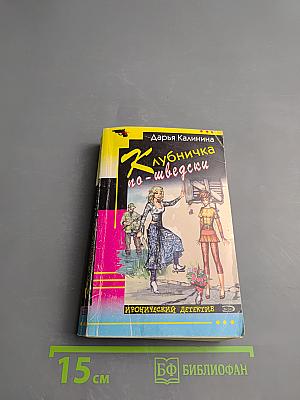 Дарья Калинина
Клубничка
по-шведски
ИРОНИЧЕСКИЙ ДЕТЕКТИВ
15 см
БФ БИБЛИОФАН